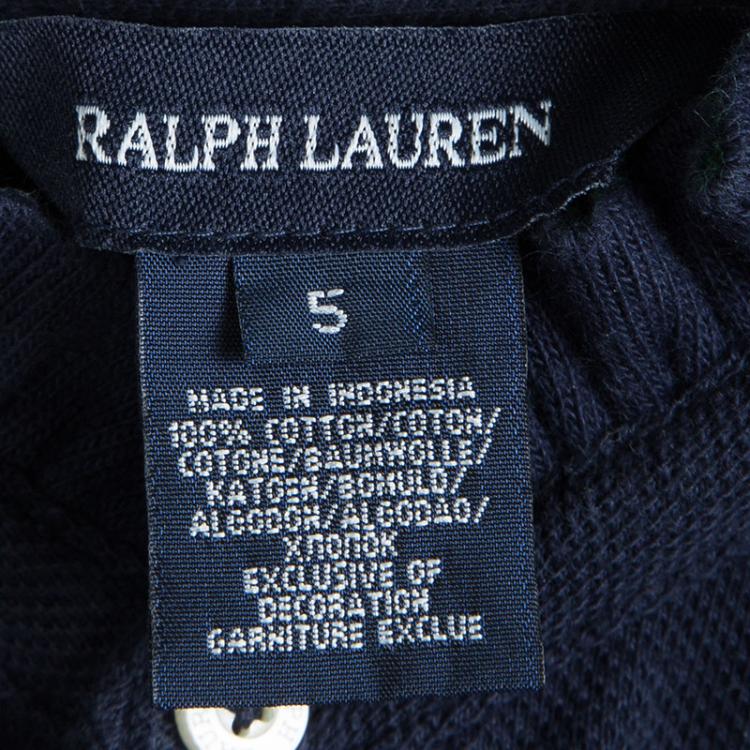 RALPH LAUREN
5
MADE IN INDONESIA
100% COTTON/COTON/
COTONE/BAUMWOLLE/
KATOEN/BOMULD/
ALGODON/ALGODAO/
ХЛОПОК
EXCLUSIVE OF
DECORATION
GARNITURE EXCLUE